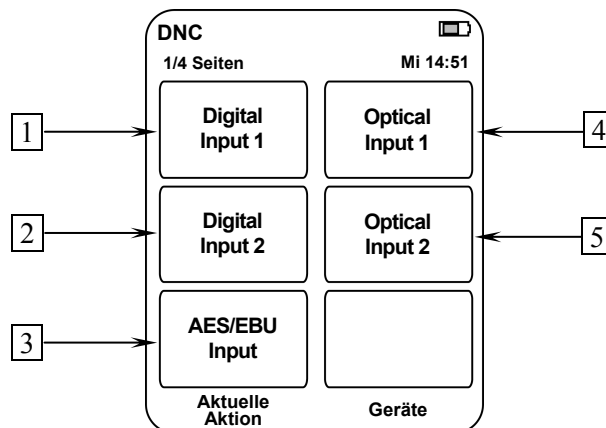 DNC
1/4 Seiten
Mi 14:51
1
Digital
Input 1
Optical
Input 1
4
2
Digital
Input 2
Optical
Input 2
5
3
AES/EBU
Input
Aktuelle
Aktion
Geräte